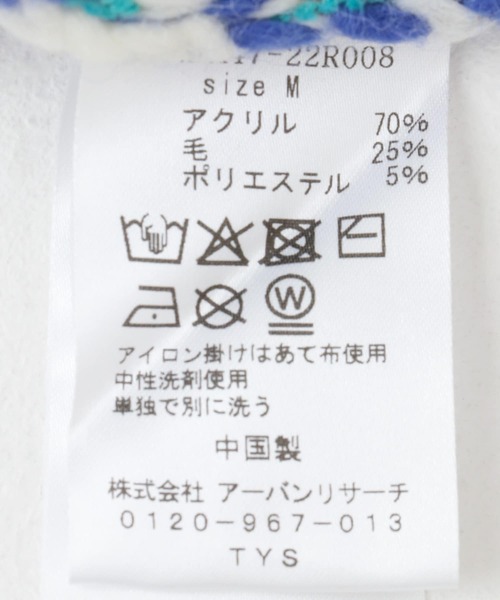 47-22R008
size M
アクリル 70%
毛 25%
ポリエステル 5%
W
アイロン掛けはあて布使用
中性洗剤使用
単独で別に洗う
中国製
株式会社 アーバンリサーチ
0120-967-013
TYS